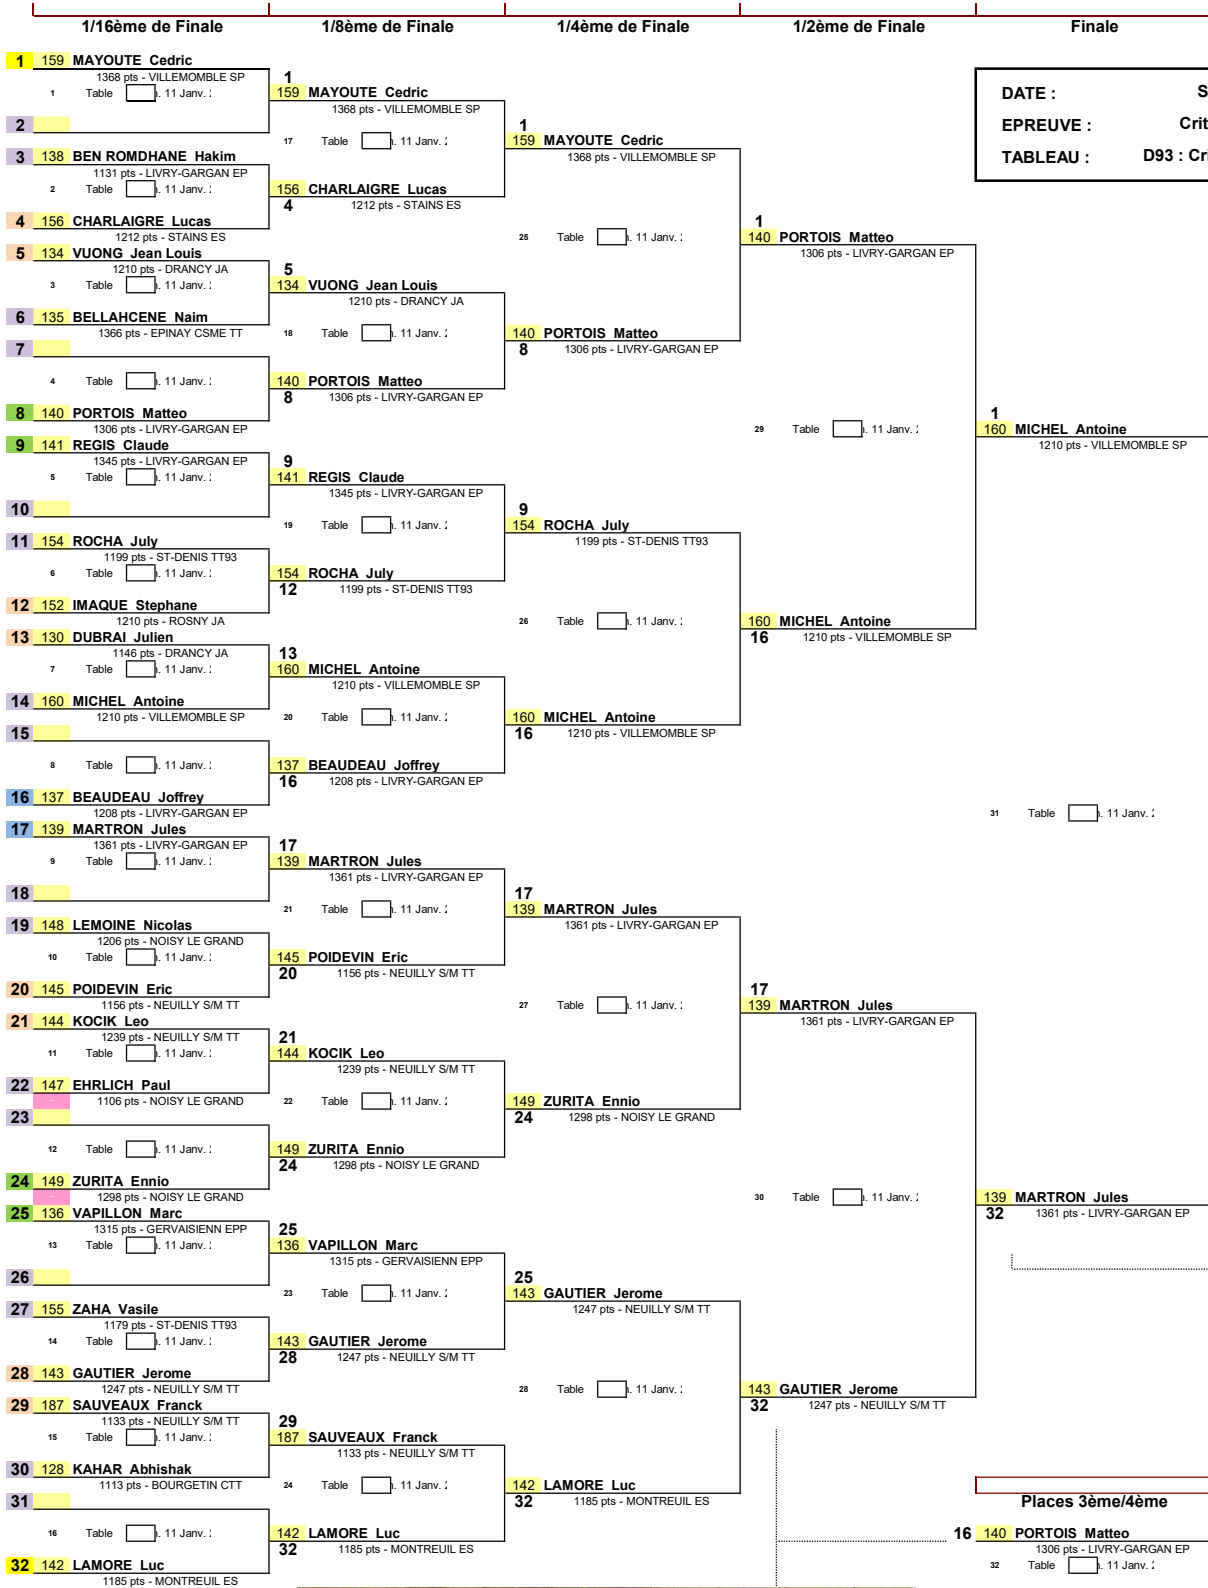 1/16ème de Finale
1/8ème de Finale
1/4ème de Finale
1/2ème de Finale
Finale
1 159 MAYOUTE Cedric
1368 pts - VILLEMOMBLE SP
1 Table 11 Janv.
2
3 138 BEN ROMDHANE Hakim
1131 pts - LIVRY-GARGAN EP
2 Table 11 Janv.
4 156 CHARLAIGRE Lucas
1212 pts - STAINS ES
5 134 VUONG Jean Louis
1210 pts - DRANCY JA
3 Table 11 Janv.
6 135 BELLAHCENE Naim
1366 pts - EPINAY CSME TT
7
4 Table 11 Janv.
8 140 PORTOIS Matteo
1306 pts - LIVRY-GARGAN EP
9 141 REGIS Claude
1345 pts - LIVRY-GARGAN EP
5 Table 11 Janv.
10
11 154 ROCHA July
1199 pts - ST-DENIS TT93
6 Table 11 Janv.
12 152 IMAQUE Stephane
1210 pts - ROSNY JA
13 130 DUBRAI Julien
1146 pts - DRANCY JA
7 Table 11 Janv.
14 160 MICHEL Antoine
1210 pts - VILLEMOMBLE SP
15
8 Table 11 Janv.
16 137 BEAUDEAU Joffrey
1208 pts - LIVRY-GARGAN EP
17 139 MARTRON Jules
1361 pts - LIVRY-GARGAN EP
9 Table 11 Janv.
18
19 148 LEMOINE Nicolas
1206 pts - NOISY LE GRAND
10 Table 11 Janv.
20 145 POIDEVIN Eric
1156 pts - NEUILLY S/M TT
21 144 KOCIK Leo
1239 pts - NEUILLY S/M TT
11 Table 11 Janv.
22 147 EHRLICH Paul
1106 pts - NOISY LE GRAND
23
12 Table 11 Janv.
24 149 ZURITA Ennio
1298 pts - NOISY LE GRAND
25 136 VAPILLON Marc
1315 pts - GERVAISIENN EPP
13 Table 11 Janv.
26
27 155 ZAHA Vasile
1179 pts - ST-DENIS TT93
14 Table 11 Janv.
28 143 GAUTIER Jerome
1247 pts - NEUILLY S/M TT
29 187 SAUVEAUX Franck
1133 pts - NEUILLY S/M TT
15 Table 11 Janv.
30 128 KAHAR Abhishak
1113 pts - BOURGETIN CTT
31
16 Table 11 Janv.
32 142 LAMORE Luc
1185 pts - MONTREUIL ES
1
159 MAYOUTE Cedric
1368 pts - VILLEMOMBLE SP
17 Table 11 Janv.
156 CHARLAIGRE Lucas
4 1212 pts - STAINS ES
5
134 VUONG Jean Louis
1210 pts - DRANCY JA
18 Table 11 Janv.
140 PORTOIS Matteo
8 1306 pts - LIVRY-GARGAN EP
9
141 REGIS Claude
1345 pts - LIVRY-GARGAN EP
19 Table 11 Janv.
154 ROCHA July
12 1199 pts - ST-DENIS TT93
13
160 MICHEL Antoine
1210 pts - VILLEMOMBLE SP
20 Table 11 Janv.
137 BEAUDEAU Joffrey
16 1208 pts - LIVRY-GARGAN EP
17
139 MARTRON Jules
1361 pts - LIVRY-GARGAN EP
21 Table 11 Janv.
145 POIDEVIN Eric
20 1156 pts - NEUILLY S/M TT
21
144 KOCIK Leo
1239 pts - NEUILLY S/M TT
22 Table 11 Janv.
149 ZURITA Ennio
24 1298 pts - NOISY LE GRAND
25
136 VAPILLON Marc
1315 pts - GERVAISIENN EPP
23 Table 11 Janv.
143 GAUTIER Jerome
28 1247 pts - NEUILLY S/M TT
29
187 SAUVEAUX Franck
1133 pts - NEUILLY S/M TT
24 Table 11 Janv.
142 LAMORE Luc
32 1185 pts - MONTREUIL ES
1
159 MAYOUTE Cedric
1368 pts - VILLEMOMBLE SP
25 Table 11 Janv.
140 PORTOIS Matteo
8 1306 pts - LIVRY-GARGAN EP
9
154 ROCHA July
1199 pts - ST-DENIS TT93
26 Table 11 Janv.
160 MICHEL Antoine
16 1210 pts - VILLEMOMBLE SP
17
139 MARTRON Jules
1361 pts - LIVRY-GARGAN EP
27 Table 11 Janv.
149 ZURITA Ennio
24 1298 pts - NOISY LE GRAND
25
143 GAUTIER Jerome
1247 pts - NEUILLY S/M TT
28 Table 11 Janv.
142 LAMORE Luc
32 1185 pts - MONTREUIL ES
1
140 PORTOIS Matteo
1306 pts - LIVRY-GARGAN EP
29 Table 11 Janv.
160 MICHEL Antoine
16 1210 pts - VILLEMOMBLE SP
17
139 MARTRON Jules
1361 pts - LIVRY-GARGAN EP
30 Table 11 Janv.
143 GAUTIER Jerome
32 1247 pts - NEUILLY S/M TT
DATE : S
EPREUVE : Crit
TABLEAU : D93 : Cri
1
160 MICHEL Antoine
1210 pts - VILLEMOMBLE SP
31 Table 11 Janv.
139 MARTRON Jules
32 1361 pts - LIVRY-GARGAN EP
Places 3ème/4ème
16 140 PORTOIS Matteo
1306 pts - LIVRY-GARGAN EP
32 Table 11 Janv.